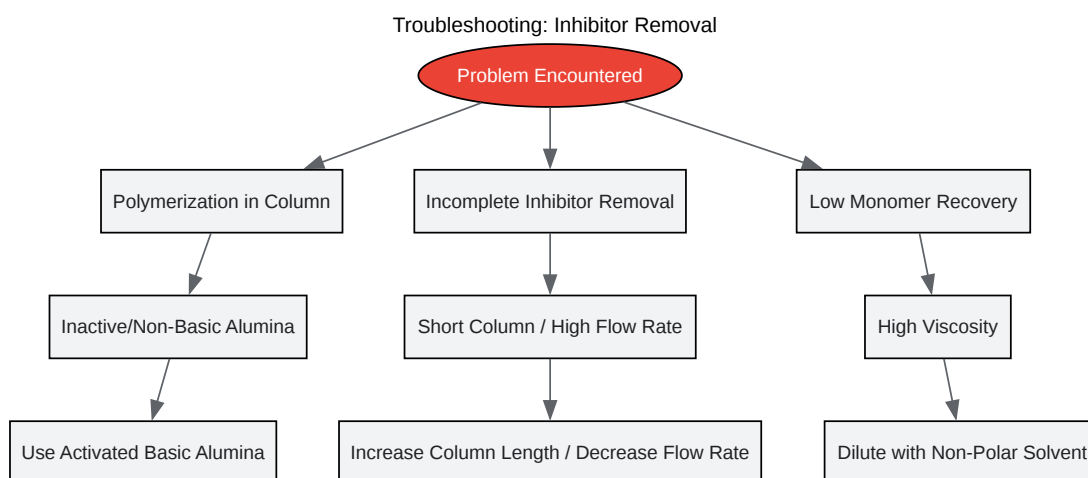 Troubleshooting: Inhibitor Removal
Problem Encountered
Polymerization in Column
Incomplete Inhibitor Removal
Low Monomer Recovery
Inactive/Non-Basic Alumina
Short Column / High Flow Rate
High Viscosity
Use Activated Basic Alumina
Increase Column Length / Decrease Flow Rate
Dilute with Non-Polar Solvent